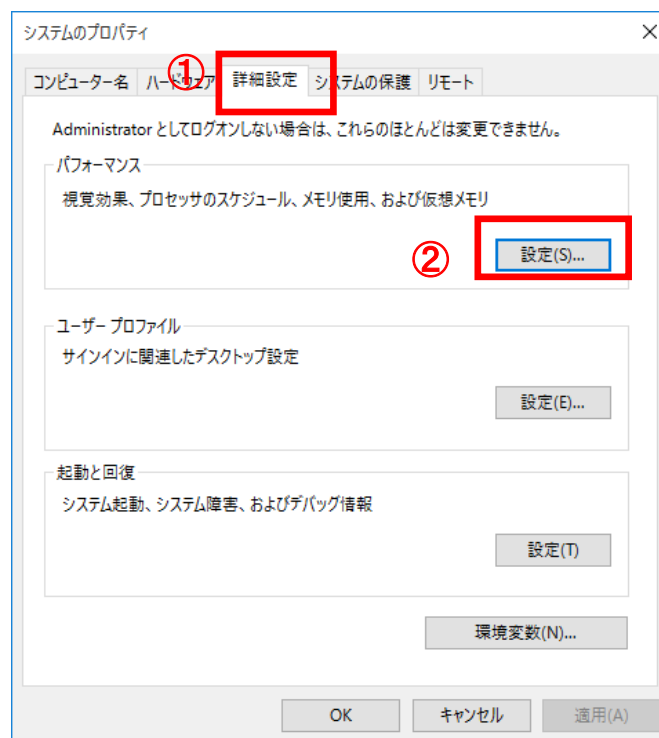 システムのプロパティ
①
コンピューター名 ハードウェア 詳細設定 システムの保護 リモート
Administrator としてログオンしない場合は、これらのほとんどは変更できません。
パフォーマンス
視覚効果、プロセッサのスケジュール、メモリ使用、および仮想メモリ
② 設定(S)...
ユーザー プロファイル
サインインに関連したデスクトップ設定
設定(E)...
起動と回復
システム起動、システム障害、およびデバッグ情報
設定(T)
環境変数(N)...
OK キャンセル 適用(A)